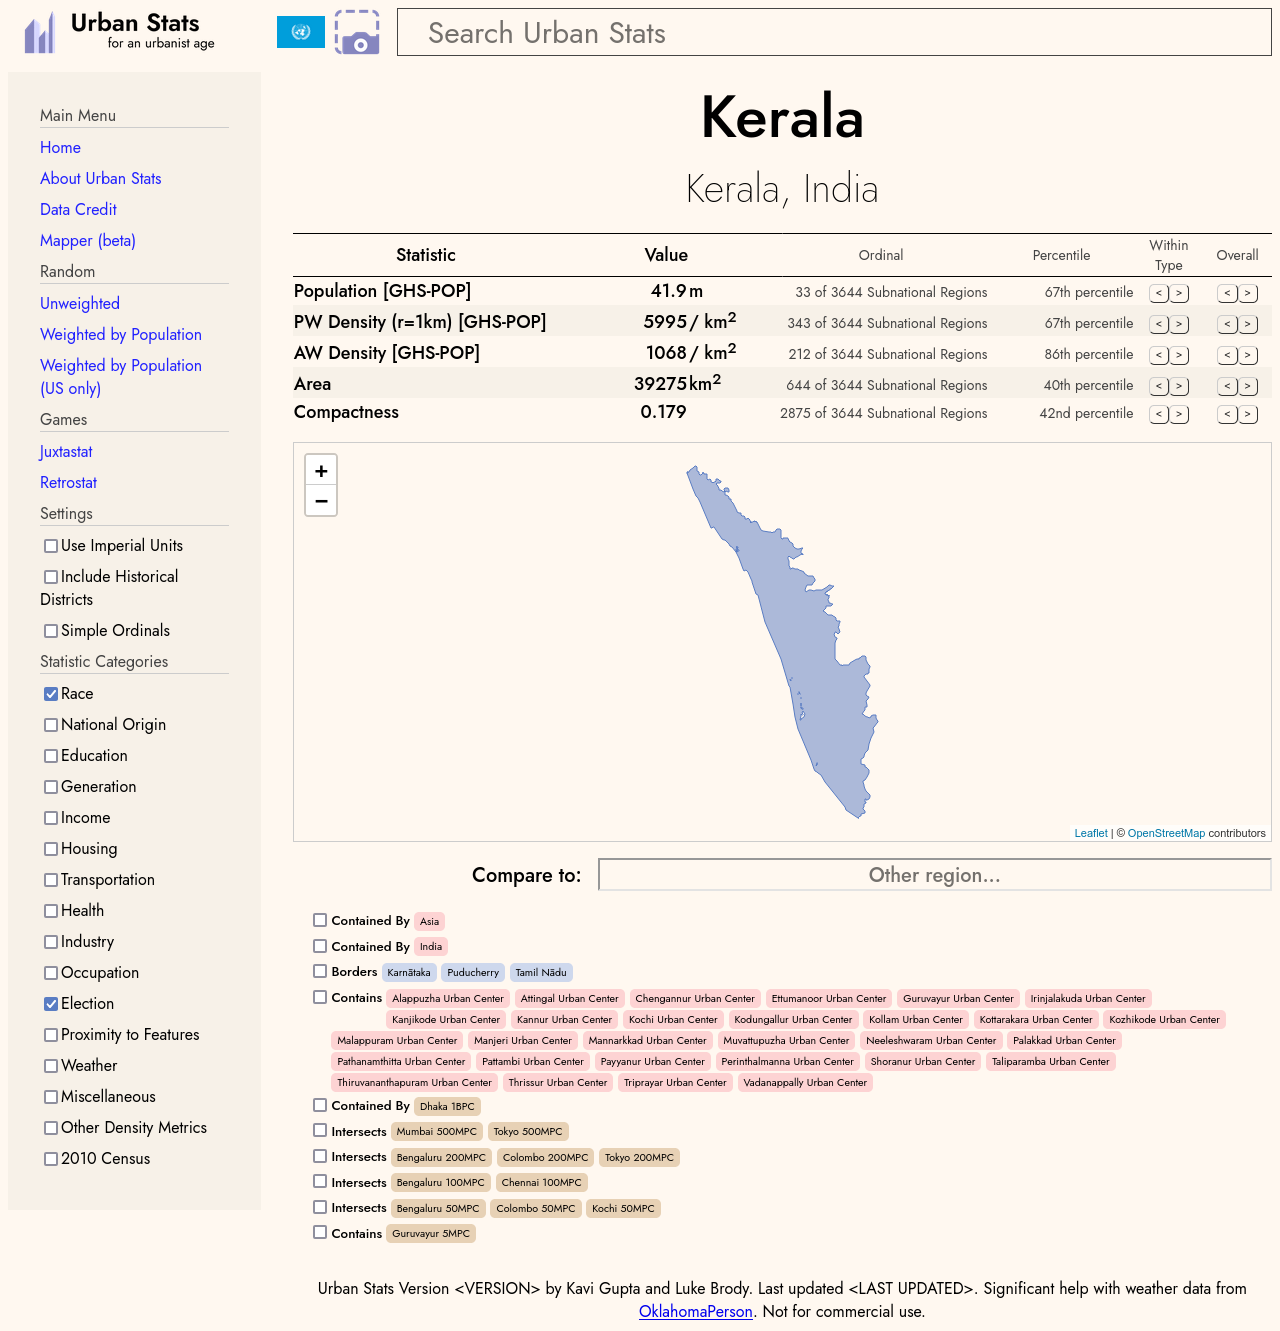 Urban Stats
for an urbanist age
Search Urban Stats
Main Menu
Home
About Urban Stats
Data Credit
Mapper (beta)
Random
Unweighted
Weighted by Population
Weighted by Population
(US only)
Games
Juxtastat
Retrostat
Settings
Use Imperial Units
Include Historical
Districts
Simple Ordinals
Statistic Categories
Race
National Origin
Education
Generation
Income
Housing
Transportation
Health
Industry
Occupation
Election
Proximity to Features
Weather
Miscellaneous
Other Density Metrics
2010 Census
Kerala
Kerala, India
Statistic Value Ordinal Percentile Within Type Overall
Population [GHS-POP] 41.9 m 33 of 3644 Subnational Regions 67th percentile < > < >
PW Density (r=1km) [GHS-POP] 5995 / km² 343 of 3644 Subnational Regions 67th percentile < > < >
AW Density [GHS-POP] 1068 / km² 212 of 3644 Subnational Regions 86th percentile < > < >
Area 39275 km² 644 of 3644 Subnational Regions 40th percentile < > < >
Compactness 0.179 2875 of 3644 Subnational Regions 42nd percentile < > < >
+
−
Leaflet | © OpenStreetMap contributors
Compare to: Other region...
Contained By Asia
Contained By India
Borders Karnātaka Puducherry Tamil Nādu
Contains Alappuzha Urban Center Attingal Urban Center Chengannur Urban Center Ettumanoor Urban Center Guruvayur Urban Center Irinjalakuda Urban Center
Kanjikode Urban Center Kannur Urban Center Kochi Urban Center Kodungallur Urban Center Kollam Urban Center Kottarakara Urban Center Kozhikode Urban Center
Malappuram Urban Center Manjeri Urban Center Mannarkkad Urban Center Muvattupuzha Urban Center Neeleshwaram Urban Center Palakkad Urban Center
Pathanamthitta Urban Center Pattambi Urban Center Payyanur Urban Center Perinthalmanna Urban Center Shoranur Urban Center Taliparamba Urban Center
Thiruvananthapuram Urban Center Thrissur Urban Center Triprayar Urban Center Vadanappally Urban Center
Contained By Dhaka 1BPC
Intersects Mumbai 500MPC Tokyo 500MPC
Intersects Bengaluru 200MPC Colombo 200MPC Tokyo 200MPC
Intersects Bengaluru 100MPC Chennai 100MPC
Intersects Bengaluru 50MPC Colombo 50MPC Kochi 50MPC
Contains Guruvayur 5MPC
Urban Stats Version <VERSION> by Kavi Gupta and Luke Brody. Last updated <LAST UPDATED>. Significant help with weather data from
OklahomaPerson. Not for commercial use.